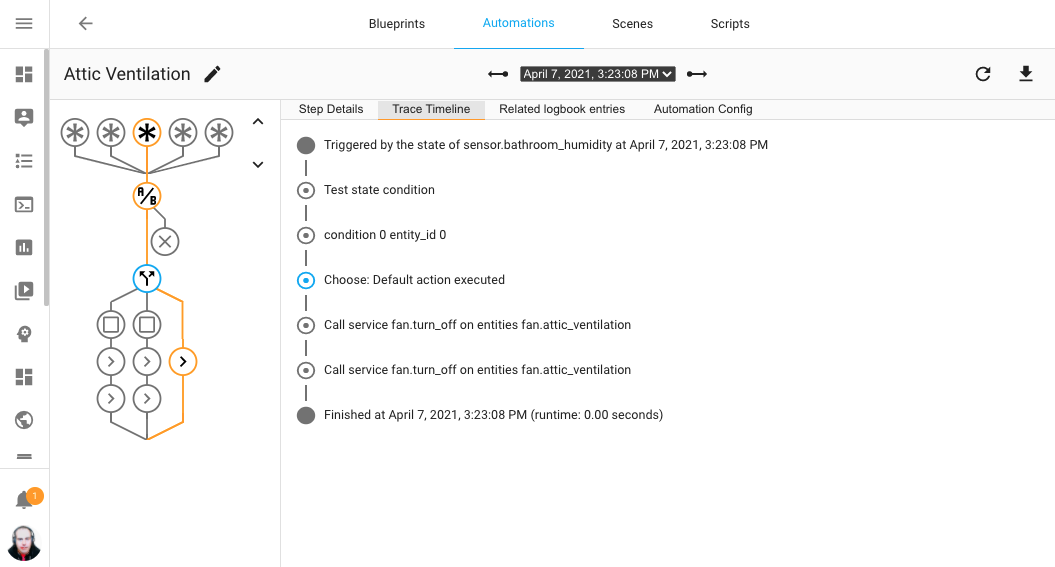 Blueprints Automations Scenes Scripts
Attic Ventilation April 7, 2021, 3:23:08 PM
Step Details Trace Timeline Related logbook entries Automation Config
Triggered by the state of sensor.bathroom_humidity at April 7, 2021, 3:23:08 PM
A/B
Test state condition
condition 0 entity_id 0
Choose: Default action executed
Call service fan.turn_off on entities fan.attic_ventilation
Call service fan.turn_off on entities fan.attic_ventilation
Finished at April 7, 2021, 3:23:08 PM (runtime: 0.00 seconds)
1